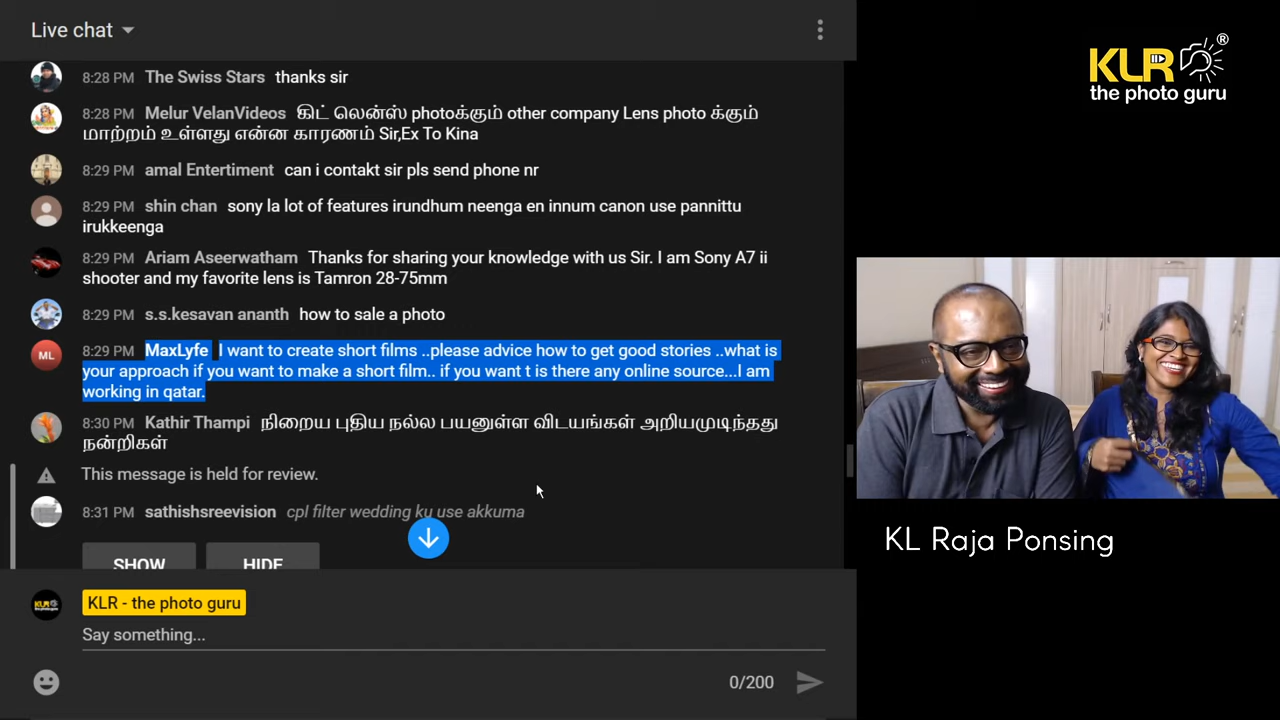 Live chat
8:28 PM The Swiss Stars thanks sir
8:28 PM Melur VelanVideos கிட் லென்ஸ் photoக்கும் other company Lens photo க்கும்
மாற்றம் உள்ளது என்ன காரணம் Sir,Ex To Kina
8:29 PM amal Entertiment can i contakt sir pls send phone nr
8:29 PM shin chan sony la lot of features irundhum neenga en innum canon use pannittu
irukkeenga
8:29 PM Ariam Aseerwatham Thanks for sharing your knowledge with us Sir. I am Sony A7 ii
shooter and my favorite lens is Tamron 28-75mm
8:29 PM s.s.kesavan ananth how to sale a photo
ML
8:29 PM MaxLyfe I want to create short films ..please advice how to get good stories ..what is
your approach if you want to make a short film.. if you want t is there any online source...I am
working in qatar.
8:30 PM Kathir Thampi நிறைய புதிய நல்ல பயனுள்ள விடயங்கள் அறியமுடிந்தது
நன்றிகள்
This message is held for review.
8:31 PM sathishsreevision cpl filter wedding ku use akkuma
SHOW HIDE
KLR - the photo guru
Say something...
0/200
KLR ®
the photo guru
KL Raja Ponsing